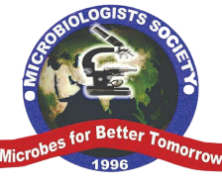 MICROBIOLOGISTS SOCIETY
Microbes for Better Tomorrow
1996